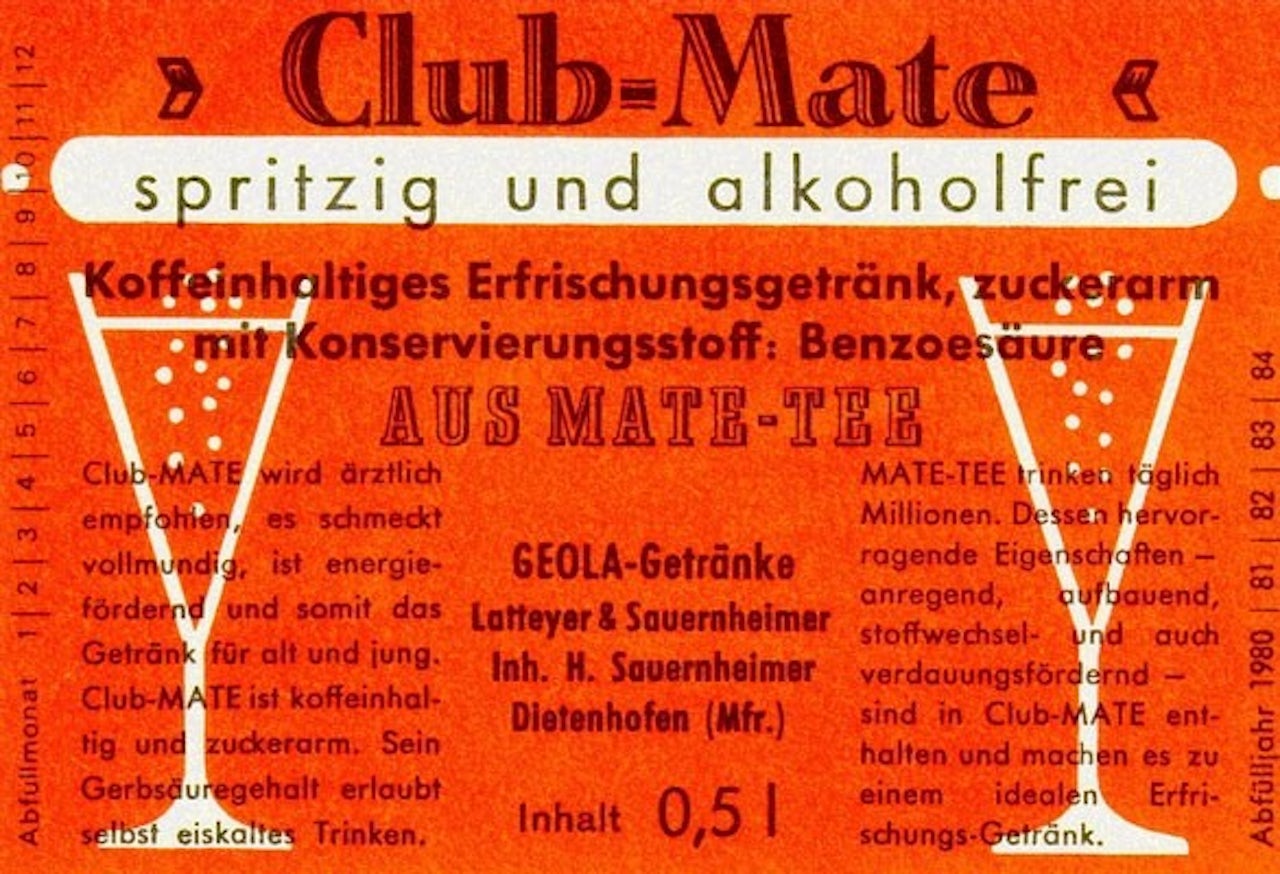 » Club-Mate «
spritzig und alkoholfrei
Koffeinhaltiges Erfrischungsgetränk, zuckerarm
mit Konservierungsstoff: Benzoesäure
AUS MATE-TEE
Club-MATE wird ärztlich
empfohlen, es schmeckt
vollmundig, ist energie-
fördernd und somit das
Getränk für alt und jung.
Club-MATE ist koffeinhal-
tig und zuckerarm. Sein
Gerbsäuregehalt erlaubt
selbst eiskaltes Trinken.
GEOLA-Getränke
Latteyer & Sauernheimer
Inh. H. Sauernheimer
Dietenhofen (Mfr.)
Inhalt 0,5 l
MATE-TEE trinken täglich
Millionen. Dessen hervor-
ragende Eigenschaften –
anregend, aufbauend,
stoffwechsel- und auch
verdauungsfördernd –
sind in Club-MATE ent-
halten und machen es zu
einem idealen Erfri-
schungs-Getränk.
Abfüllmonat 1|2|3|4|5|6|7|8|9|10|11|12
Abfülljahr 1980|81|82|83|84